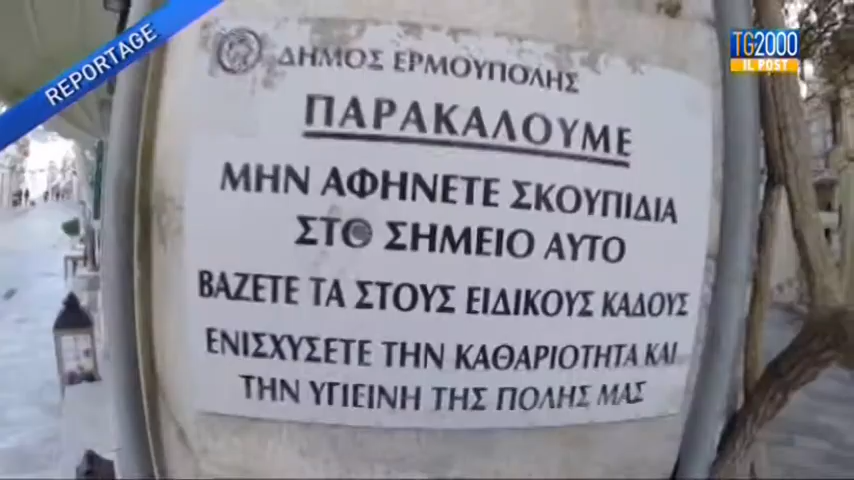 REPORTAGE
TG2000
IL POST
ΔΗΜΟΣ ΕΡΜΟΥΠΟΛΗΣ
ΠΑΡΑΚΑΛΟΥΜΕ
ΜΗΝ ΑΦΗΝΕΤΕ ΣΚΟΥΠΙΔΙΑ
ΣΤΟ ΣΗΜΕΙΟ ΑΥΤΟ
ΒΑΖΕΤΕ ΤΑ ΣΤΟΥΣ ΕΙΔΙΚΟΥΣ ΚΑΔΟΥΣ
ΕΝΙΣΧΥΣΕΤΕ ΤΗΝ ΚΑΘΑΡΙΟΤΗΤΑ ΚΑΙ
ΤΗΝ ΥΓΙΕΙΝΗ ΤΗΣ ΠΟΛΗΣ ΜΑΣ